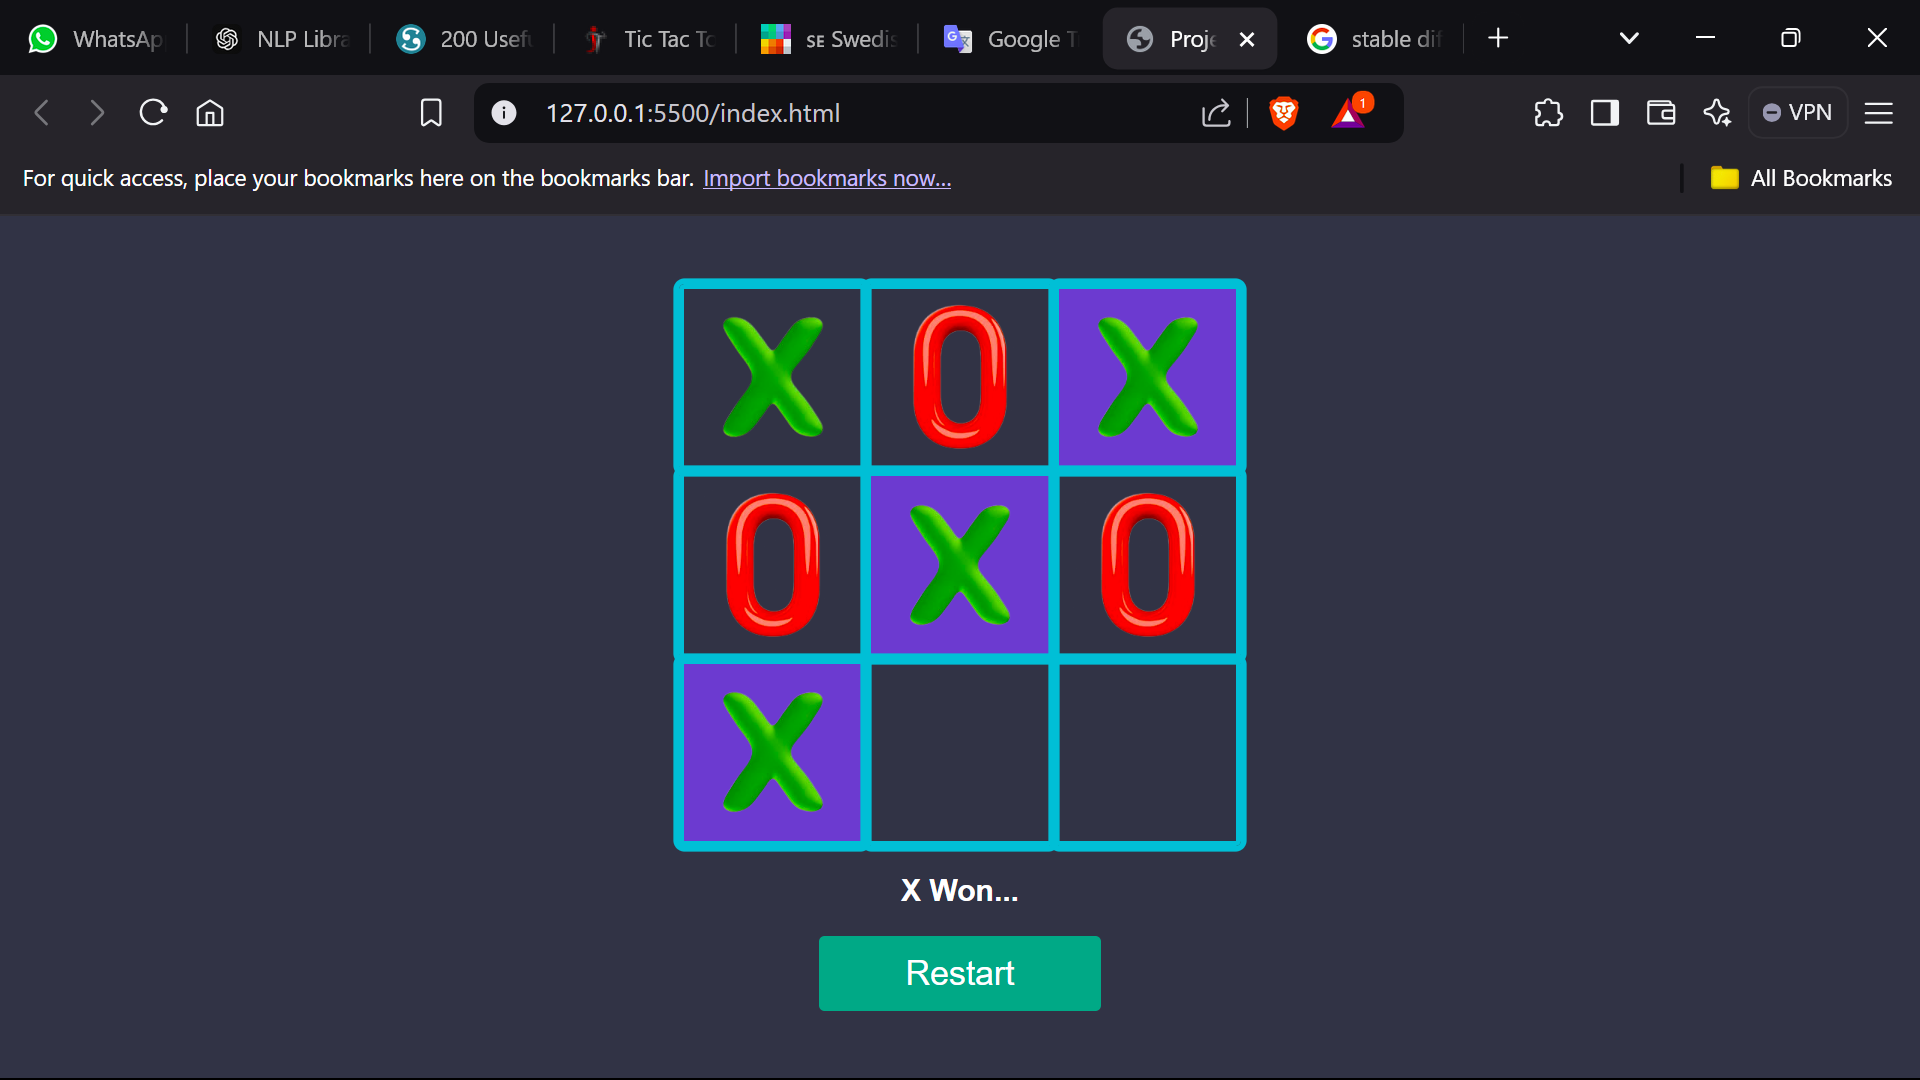 WhatsAp NLP Libra 200 Usefu Tic Tac To SE Swedis Google T Proje stable dif
127.0.0.1:5500/index.html 1 VPN
For quick access, place your bookmarks here on the bookmarks bar. Import bookmarks now... All Bookmarks
X O X
O X O
X
X Won...
Restart